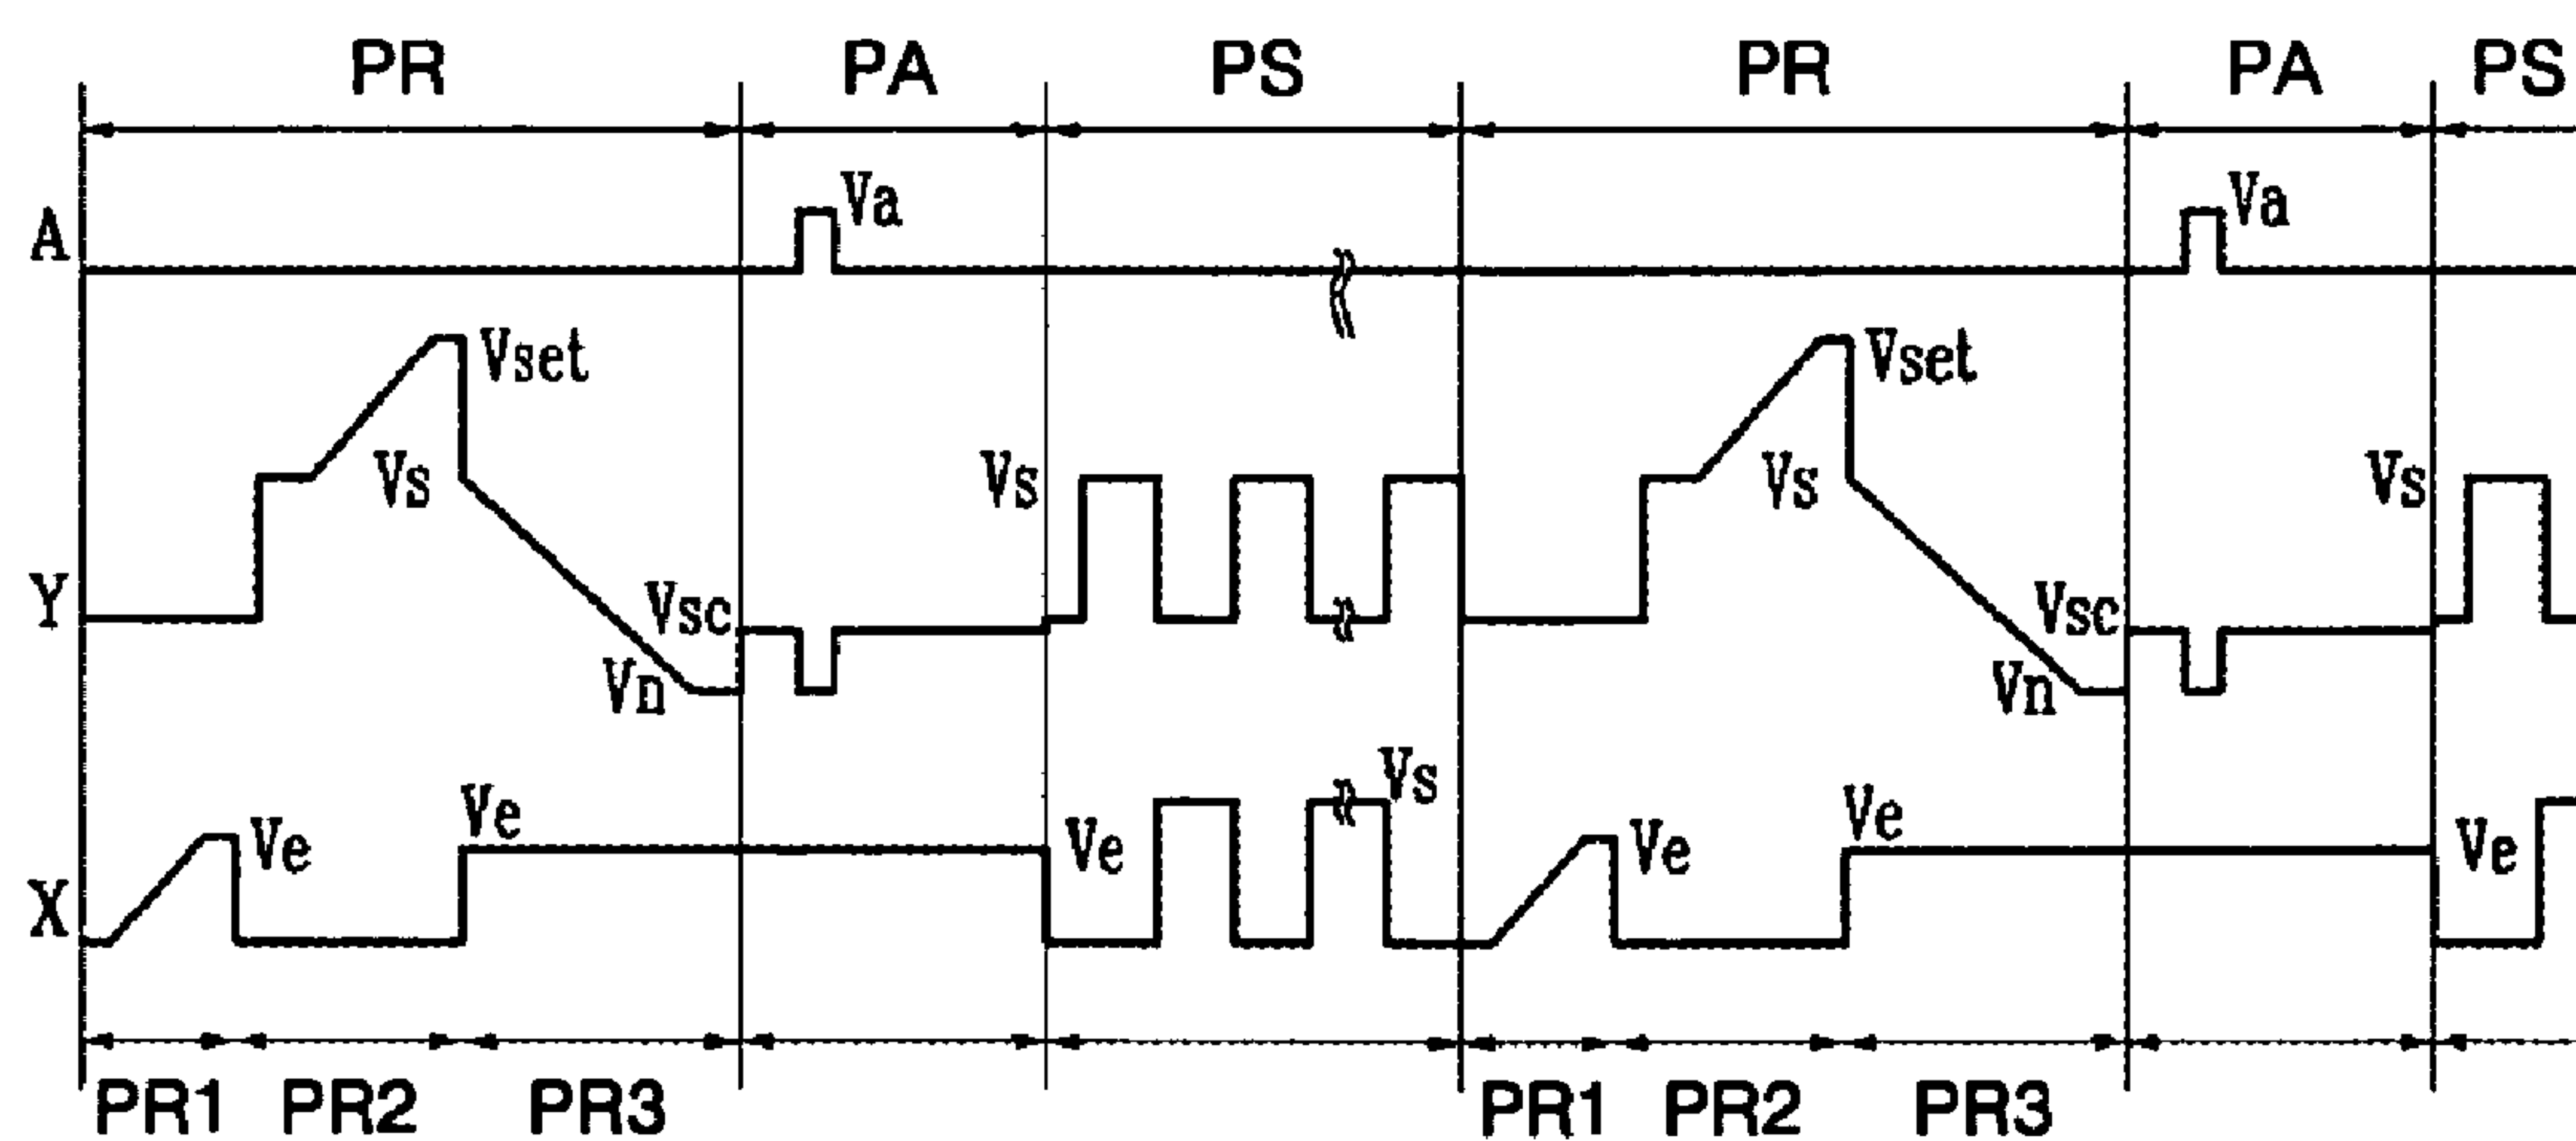 PR PA PS PR PA PS
A Va Va
Vset Vset
Vs Vs Vs Vs
Y Vsc Vsc
Vn Vn
Vs
Ve Ve Ve Ve Ve Ve
X
PR1 PR2 PR3 PR1 PR2 PR3